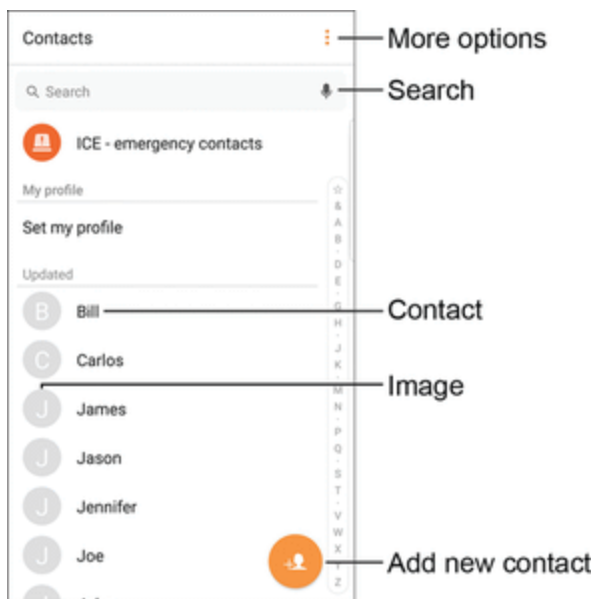 Contacts
More options
Search
Search
ICE - emergency contacts
My profile
Set my profile
Updated
B
Bill
Contact
C
Carlos
Image
J
James
J
Jason
J
Jennifer
J
Joe
Add new contact
&
A
B
D
E
G
H
J
K
M
N
P
Q
S
T
V
W
X
Y
Z